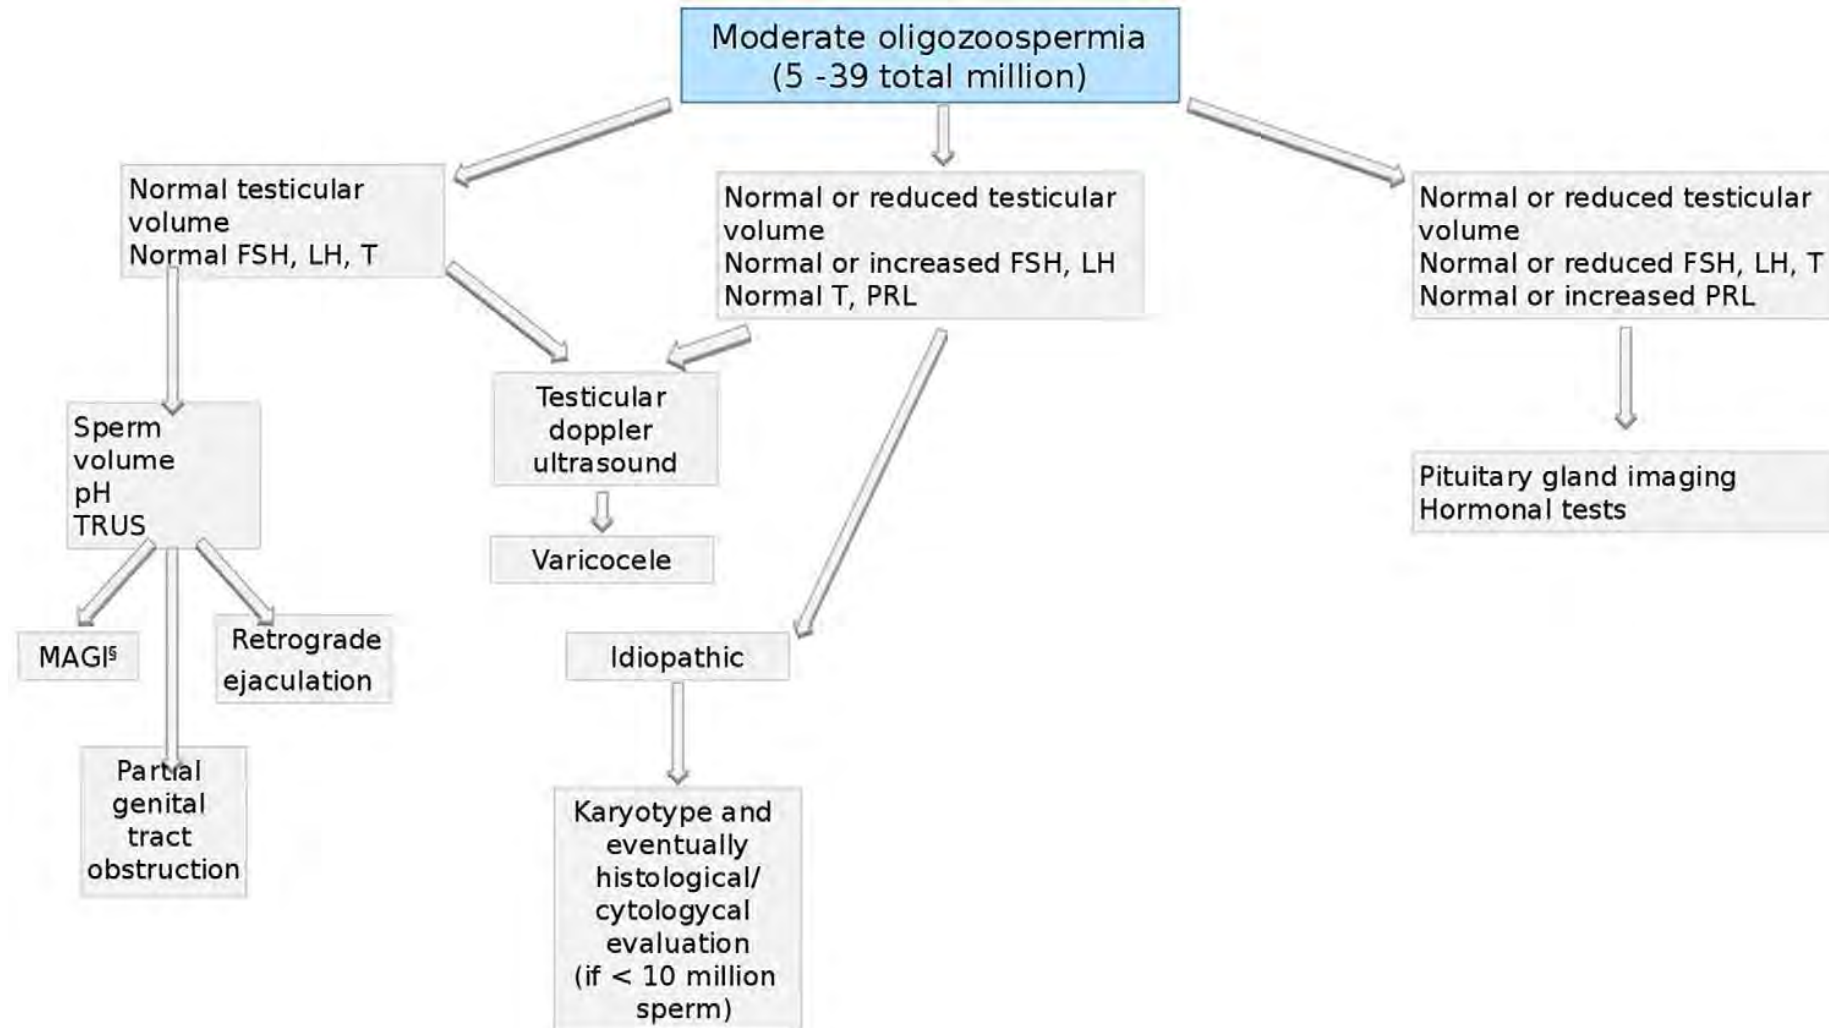 Moderate oligozoospermia
(5 -39 total million)
Normal testicular
volume
Normal FSH, LH, T
Normal or reduced testicular
volume
Normal or increased FSH, LH
Normal T, PRL
Normal or reduced testicular
volume
Normal or reduced FSH, LH, T
Normal or increased PRL
Sperm
volume
pH
TRUS
Testicular
doppler
ultrasound
Pituitary gland imaging
Hormonal tests
Varicocele
MAGI§
Retrograde
ejaculation
Idiopathic
Partial
genital
tract
obstruction
Karyotype and
eventually
histological/
cytologycal
evaluation
(if < 10 million
sperm)